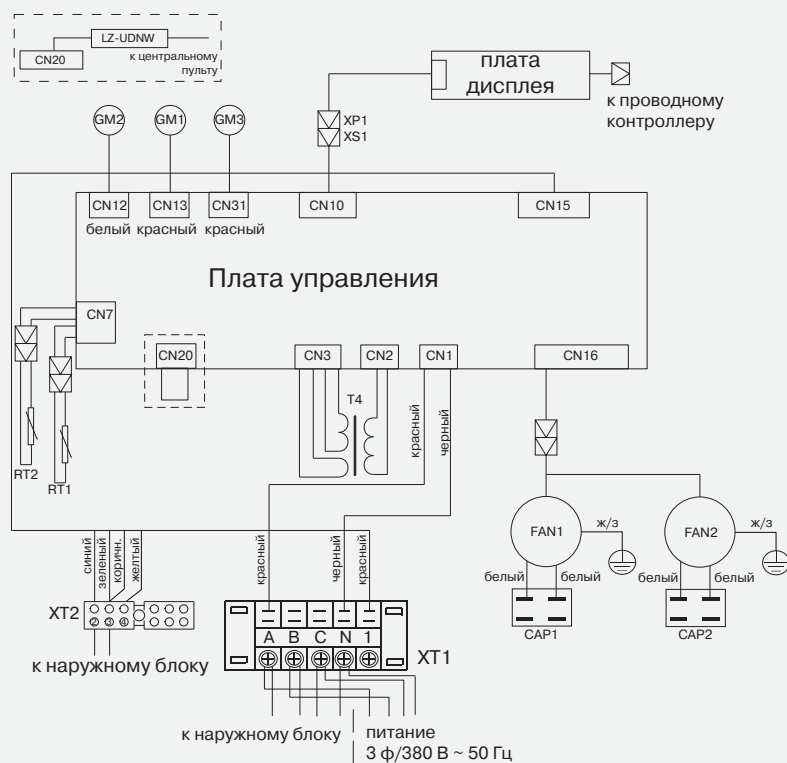 LZ-UDNW
CN20
к центральному
пульту
плата
дисплея
к проводному
контроллеру
GM2
GM1
GM3
XP1
XS1
CN12
CN13
CN31
CN10
CN15
белый
красный
красный
Плата управления
CN7
CN20
CN3
CN2
CN1
CN16
T4
красный
черный
RT2
RT1
FAN1
ж/з
FAN2
ж/з
синий
зеленый
коричн.
желтый
красный
черный
красный
белый
белый
белый
белый
XT2
2
3
4
CAP1
CAP2
A
B
C
N
1
XT1
к наружному блоку
к наружному блоку
питание
3 ф/380 В ~ 50 Гц